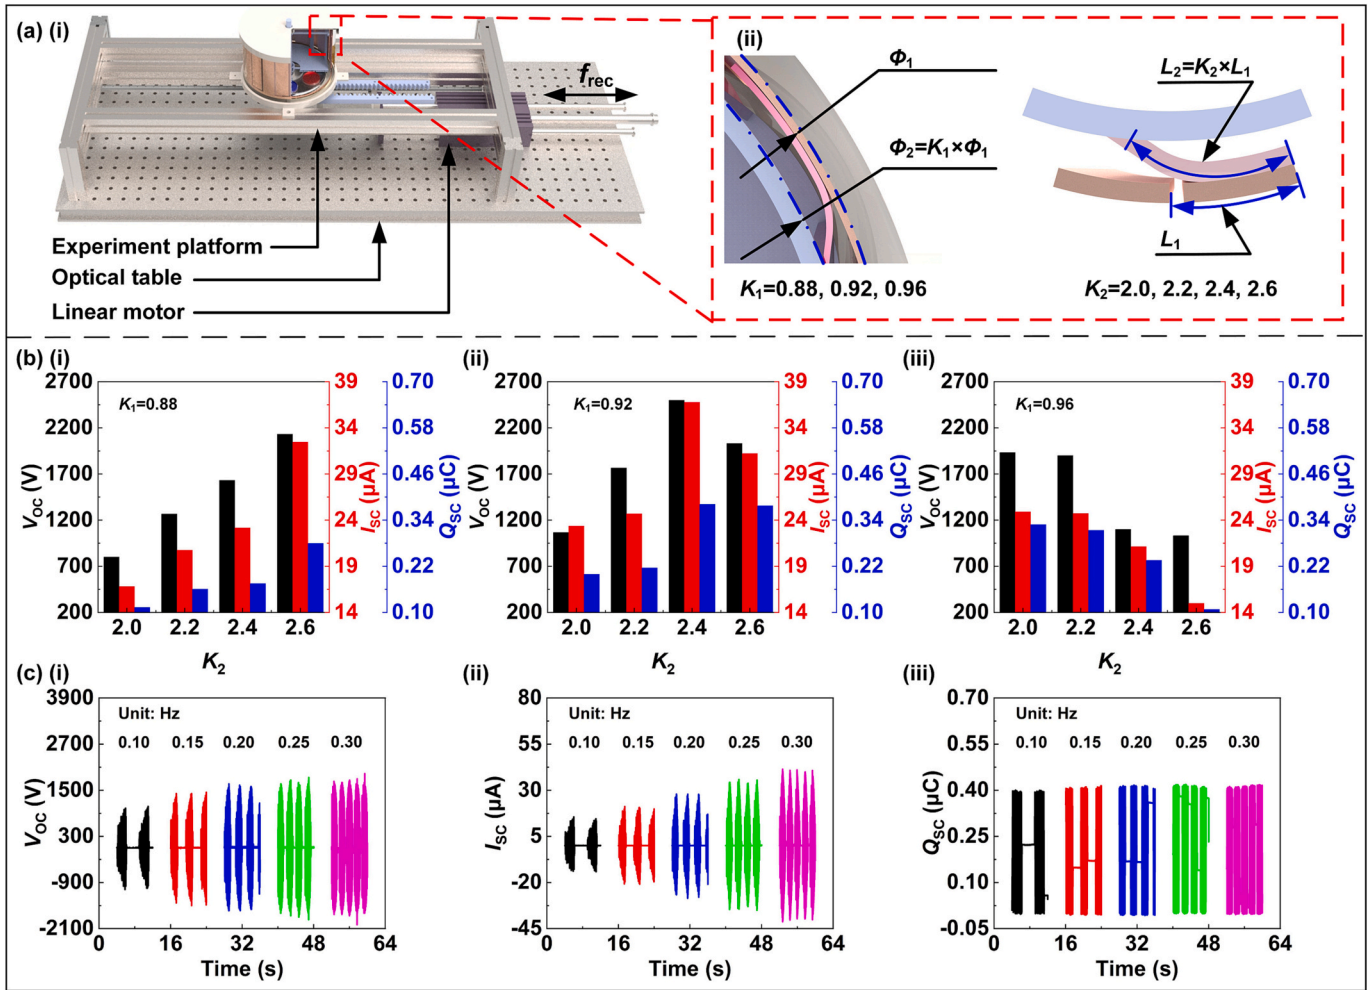 (a) (i)
f_rec
Experiment platform
Optical table
Linear motor
(ii)
Φ₁
Φ₂=K₁×Φ₁
K₁=0.88, 0.92, 0.96
L₂=K₂×L₁
L₁
K₂=2.0, 2.2, 2.4, 2.6
(b) (i)
2700
2200
1700
1200
700
200
V_OC (V)
K₁=0.88
39
34
29
24
19
14
I_SC (μA)
0.70
0.58
0.46
0.34
0.22
0.10
Q_SC (μC)
2.0 2.2 2.4 2.6
K₂
(ii)
2700
2200
1700
1200
700
200
V_OC (V)
K₁=0.92
39
34
29
24
19
14
I_SC (μA)
0.70
0.58
0.46
0.34
0.22
0.10
Q_SC (μC)
2.0 2.2 2.4 2.6
K₂
(iii)
2700
2200
1700
1200
700
200
V_OC (V)
K₁=0.96
39
34
29
24
19
14
I_SC (μA)
0.70
0.58
0.46
0.34
0.22
0.10
Q_SC (μC)
2.0 2.2 2.4 2.6
K₂
(c) (i)
3900
2700
1500
300
-900
-2100
V_OC (V)
Unit: Hz
0.10 0.15 0.20 0.25 0.30
0 16 32 48 64
Time (s)
(ii)
80
55
30
5
-20
-45
I_SC (μA)
Unit: Hz
0.10 0.15 0.20 0.25 0.30
0 16 32 48 64
Time (s)
(iii)
0.70
0.55
0.40
0.25
0.10
-0.05
Q_SC (μC)
Unit: Hz
0.10 0.15 0.20 0.25 0.30
0 16 32 48 64
Time (s)